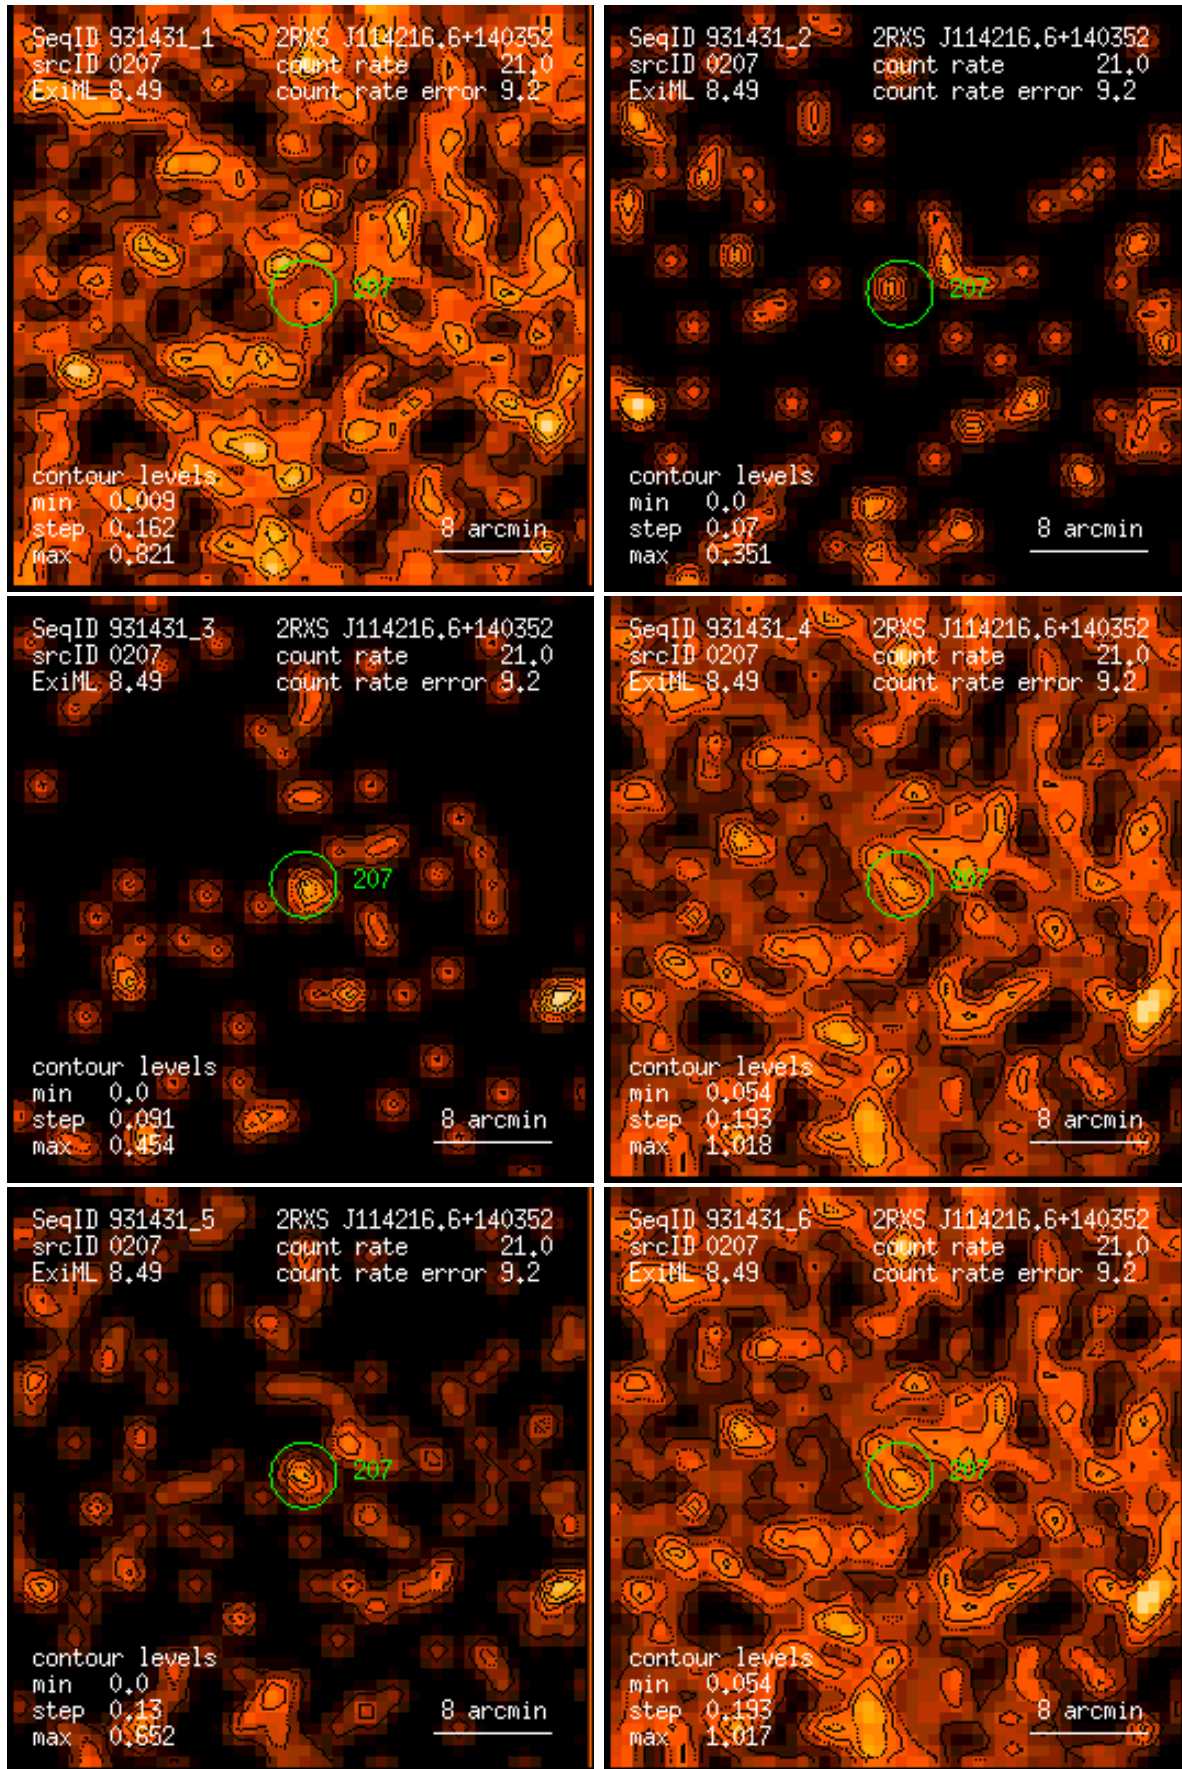 SeqID 931431_1 2RXS J114216.6+140352
srcID 0207 count rate 21.0
ExiML 8.49 count rate error 9.2
207
contour levels
min 0.009
step 0.162 8 arcmin
max 0.821
SeqID 931431_2 2RXS J114216.6+140352
srcID 0207 count rate 21.0
ExiML 8.49 count rate error 9.2
207
contour levels
min 0.0
step 0.07 8 arcmin
max 0.351
SeqID 931431_3 2RXS J114216.6+140352
srcID 0207 count rate 21.0
ExiML 8.49 count rate error 9.2
207
contour levels
min 0.0
step 0.091 8 arcmin
max 0.454
SeqID 931431_4 2RXS J114216.6+140352
srcID 0207 count rate 21.0
ExiML 8.49 count rate error 9.2
207
contour levels
min 0.054
step 0.193 8 arcmin
max 1.018
SeqID 931431_5 2RXS J114216.6+140352
srcID 0207 count rate 21.0
ExiML 8.49 count rate error 9.2
207
contour levels
min 0.0
step 0.13 8 arcmin
max 0.652
SeqID 931431_6 2RXS J114216.6+140352
srcID 0207 count rate 21.0
ExiML 8.49 count rate error 9.2
207
contour levels
min 0.054
step 0.193 8 arcmin
max 1.017